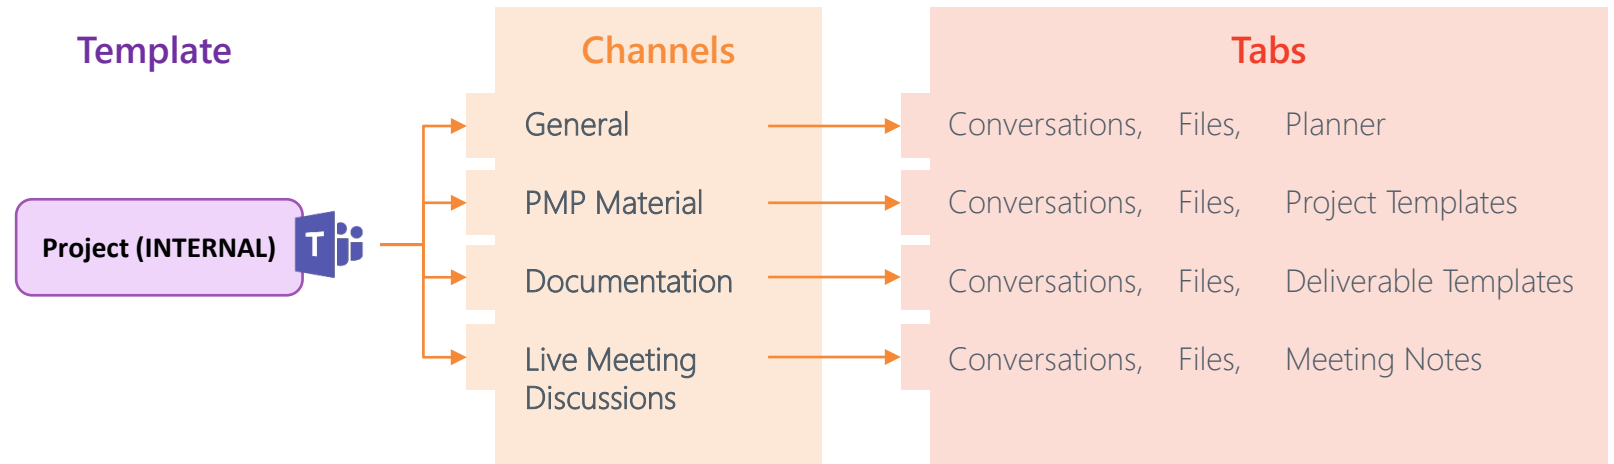 Template Channels Tabs
General Conversations, Files, Planner
PMP Material Conversations, Files, Project Templates
Project (INTERNAL) T
Documentation Conversations, Files, Deliverable Templates
Live Meeting Conversations, Files, Meeting Notes
Discussions